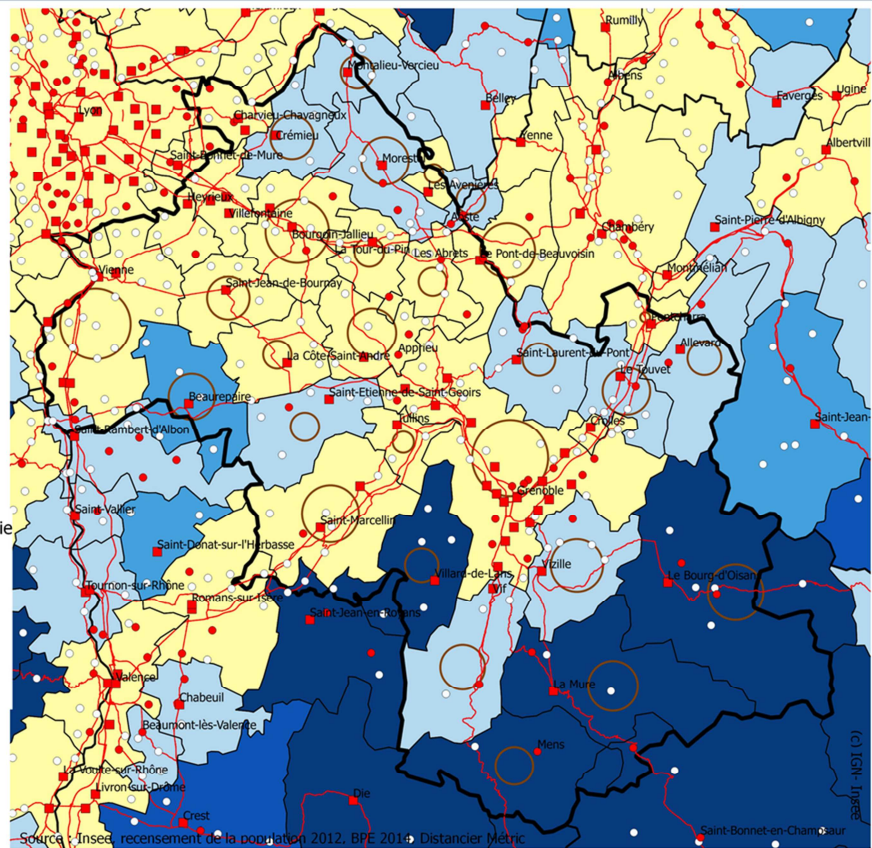 Rumilly
Montalieu-Vercieu
Albens
Faverges
Ugine
Belley
Lyon
Charvieu-Chavagneux
Crémieu
Yenne
Albertvill
Saint-Bonnet-de-Mure
Morestel
Les Avenières
Heyrieux
Villefontaine
Aoste
Saint-Pierre-d'Albigny
Bourgoin-Jallieu
Chambéry
La Tour-du-Pin
Les Abrets
Le Pont-de-Beauvoisin
Vienne
Montmélian
Saint-Jean-de-Bournay
Pontcharra
Apprieu
Allevard
La Côte-Saint-André
Saint-Laurent-du-Pont
Le Touvet
Beaurepaire
Saint-Etienne-de-Saint-Geoirs
Tullins
Crolles
Saint-Jean-
Saint-Rambert-d'Albon
Grenoble
Saint-Vallier
Saint-Marcellin
ie
Saint-Donat-sur-l'Herbasse
Vizille
Villard-de-Lans
Le Bourg-d'Oisans
Tournon-sur-Rhône
Vif
Romans-sur-Isère
Saint-Jean-en-Royans
Valence
La Mure
Chabeuil
Beaumont-lès-Valence
Mens
(c) IGN - Insee
La Voulte-sur-Rhône
Livron-sur-Drôme
Die
Crest
Saint-Bonnet-en-Champsaur
Source : Insee, recensement de la population 2012, BPE 2014, Distancier Métric